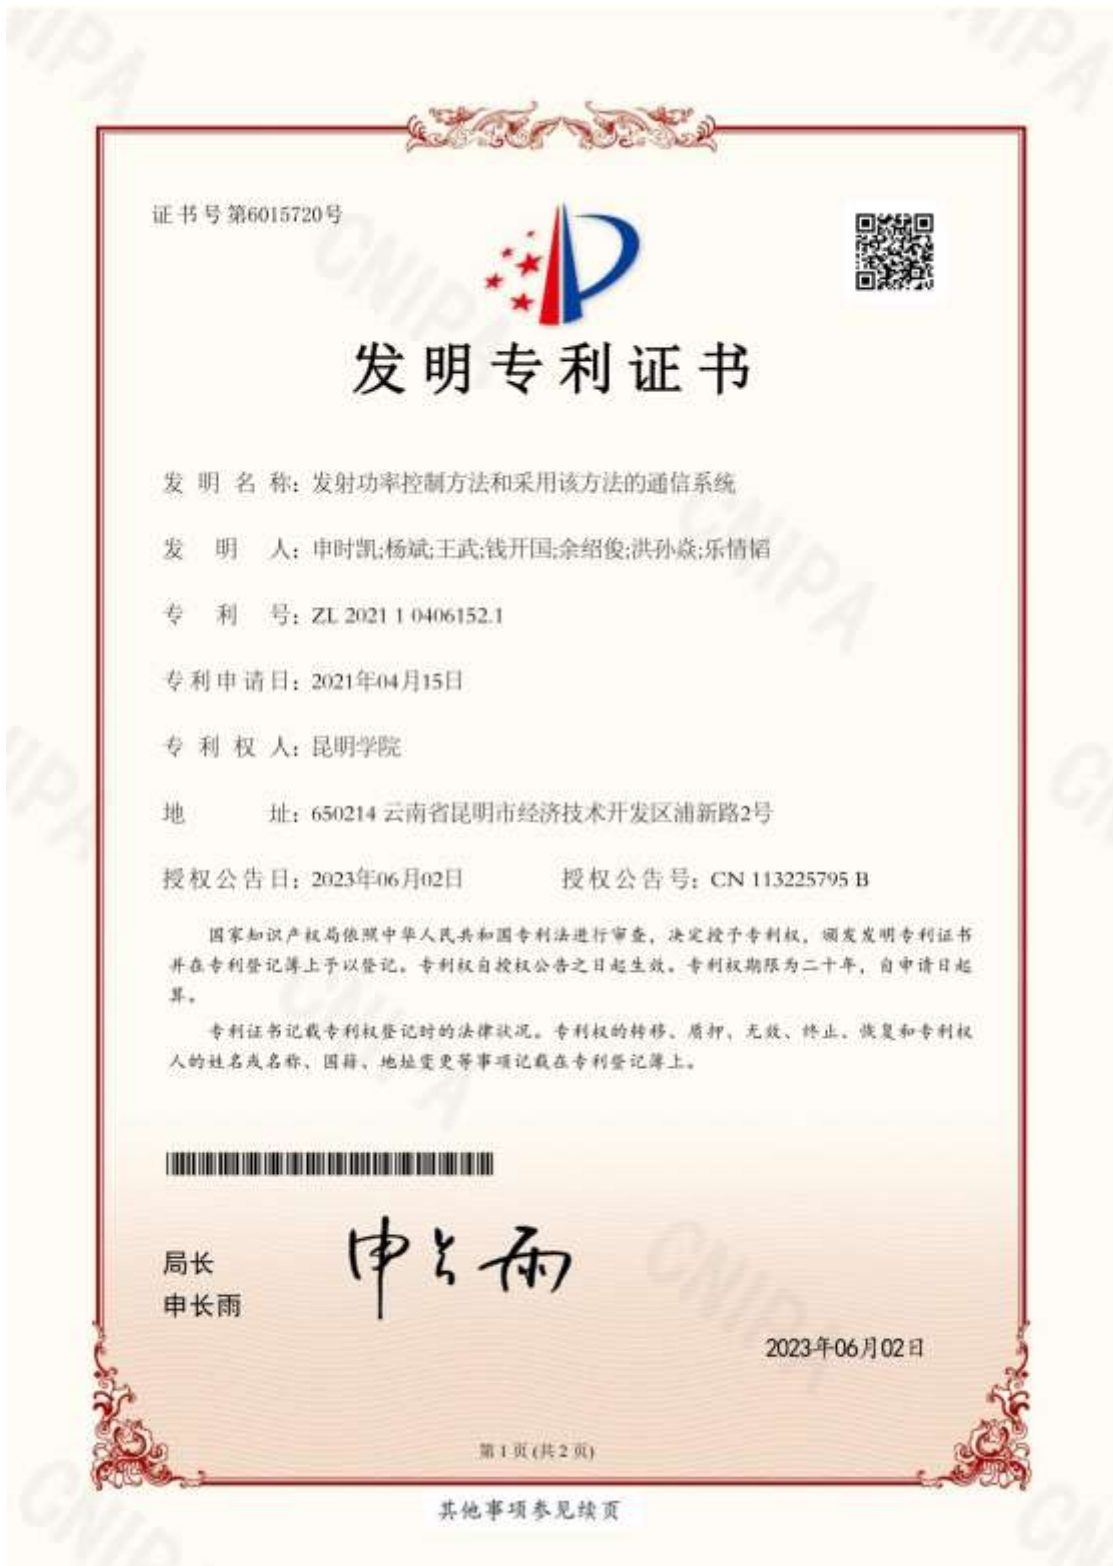 证书号第6015720号
发明专利证书
发明名称：发射功率控制方法和采用该方法的通信系统
发明人：申时凯;杨斌;王武;钱开国;余绍俊;洪孙焱;乐情韬
专利号：ZL 2021 1 0406152.1
专利申请日：2021年04月15日
专利权人：昆明学院
地址：650214 云南省昆明市经济技术开发区浦新路2号
授权公告日：2023年06月02日 授权公告号：CN 113225795 B
国家知识产权局依照中华人民共和国专利法进行审查，决定授予专利权，颁发发明专利证书
并在专利登记簿上予以登记。专利权自授权公告之日起生效。专利权期限为二十年，自申请日起
算。
专利证书记载专利权登记时的法律状况。专利权的转移、质押、无效、终止、恢复和专利权
人的姓名或名称、国籍、地址变更等事项记载在专利登记簿上。
局长
申长雨
申长雨
2023年06月02日
第 1 页 (共 2 页)
其他事项参见续页
CNIPA